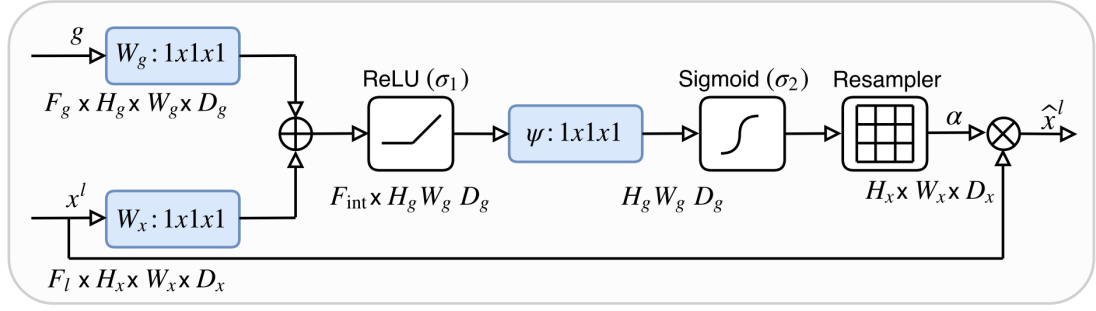 g
W_g : 1x1x1
F_g x H_g x W_g x D_g
x^l
W_x : 1x1x1
F_l x H_x x W_x x D_x
ReLU (σ_1)
F_int x H_g W_g D_g
ψ : 1x1x1
Sigmoid (σ_2)
H_g W_g D_g
Resampler
α
H_x x W_x x D_x
x̂^l